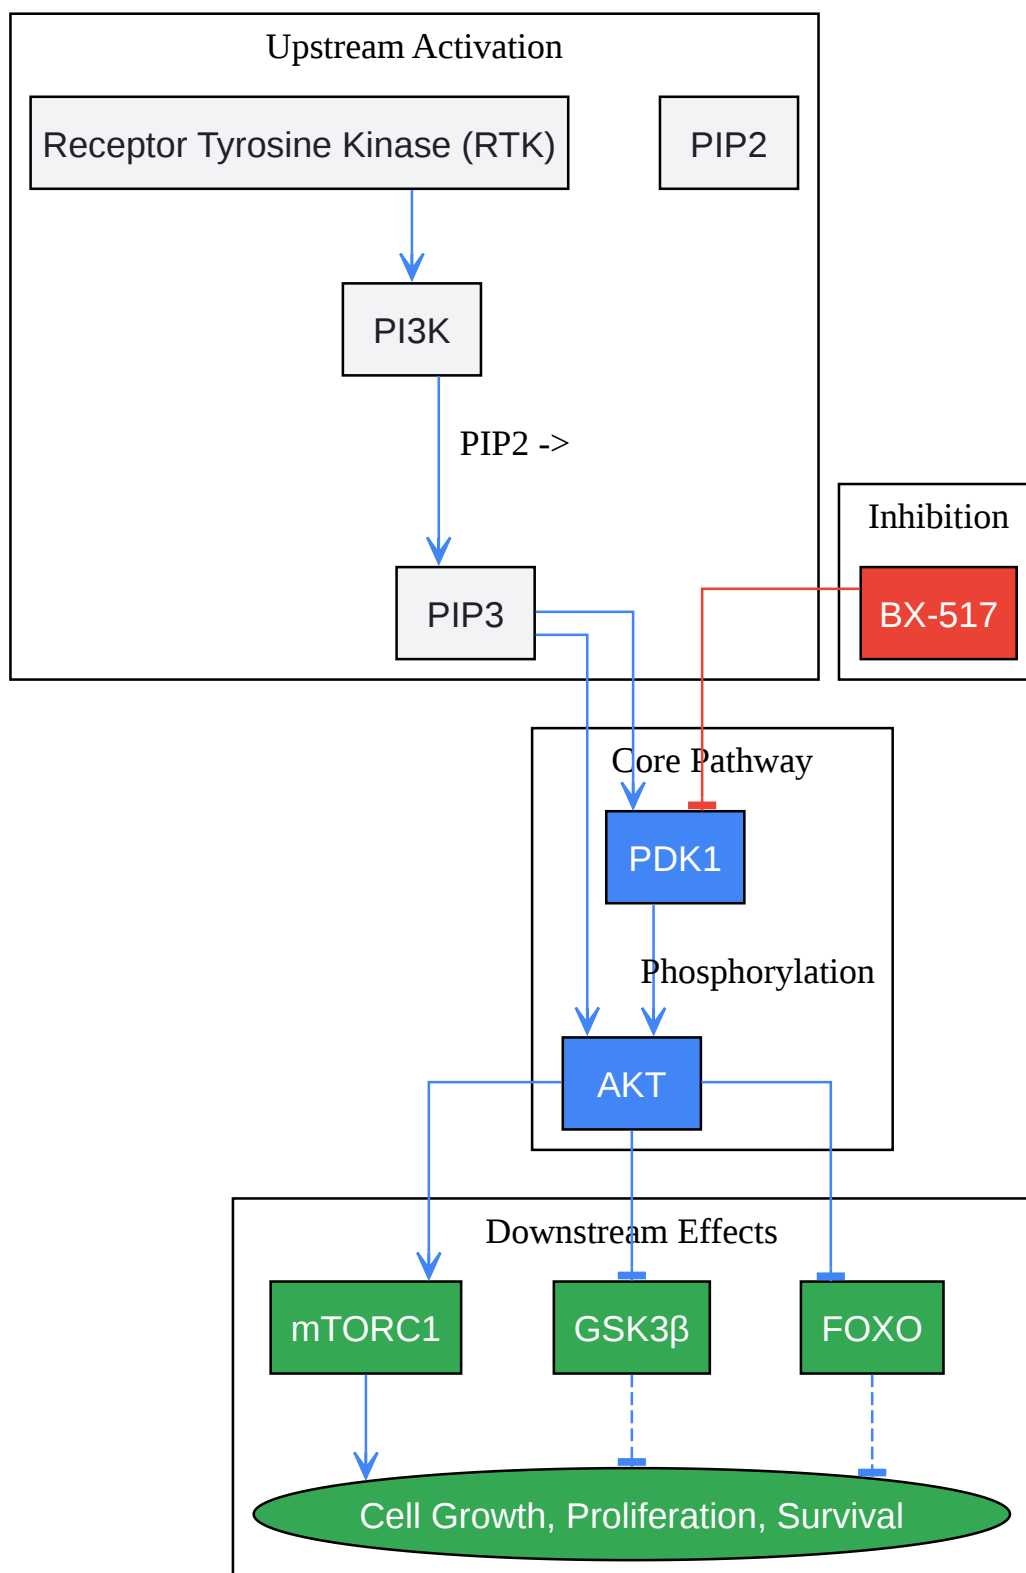 Upstream Activation
Receptor Tyrosine Kinase (RTK)
PIP2
PI3K
PIP2 ->
Inhibition
PIP3
BX-517
Core Pathway
PDK1
Phosphorylation
AKT
Downstream Effects
mTORC1
GSK3β
FOXO
Cell Growth, Proliferation, Survival